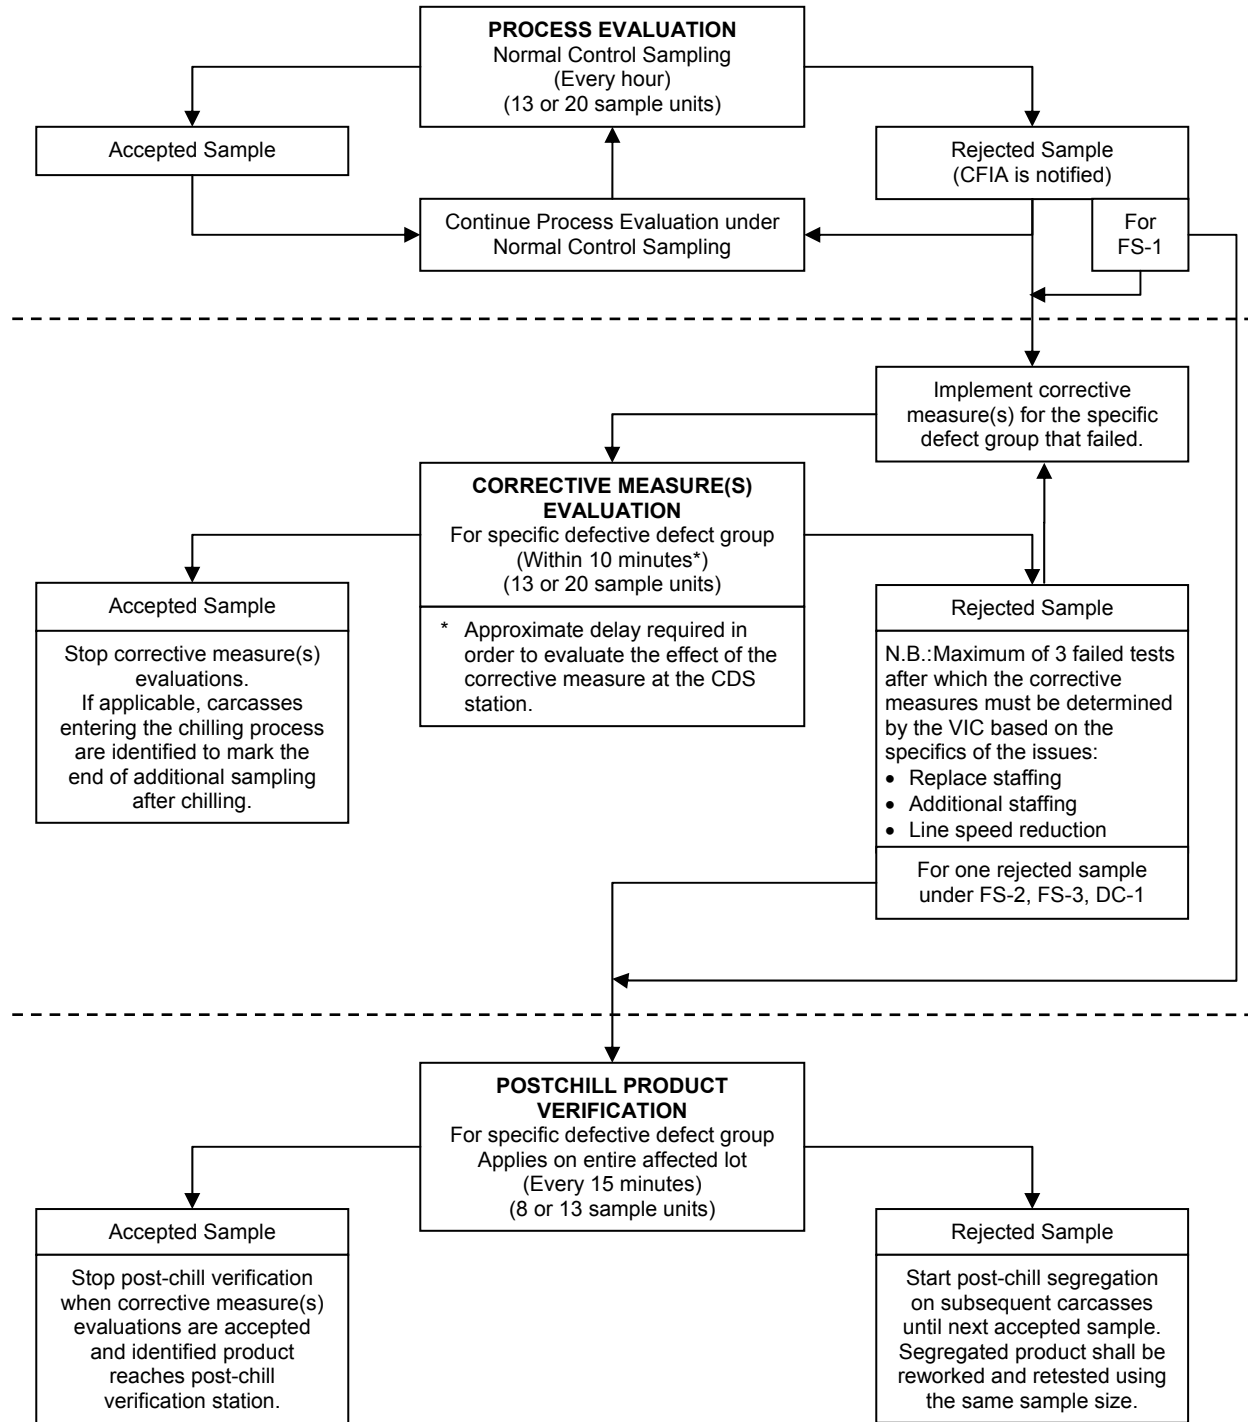 PROCESS EVALUATION
Normal Control Sampling
(Every hour)
(13 or 20 sample units)
Accepted Sample
Rejected Sample
(CFIA is notified)
Continue Process Evaluation under
Normal Control Sampling
For
FS-1
Implement corrective
measure(s) for the specific
defect group that failed.
CORRECTIVE MEASURE(S)
EVALUATION
For specific defective defect group
(Within 10 minutes*)
(13 or 20 sample units)
* Approximate delay required in
order to evaluate the effect of the
corrective measure at the CDS
station.
Accepted Sample
Stop corrective measure(s)
evaluations.
If applicable, carcasses
entering the chilling process
are identified to mark the
end of additional sampling
after chilling.
Rejected Sample
N.B.:Maximum of 3 failed tests
after which the corrective
measures must be determined
by the VIC based on the
specifics of the issues:
• Replace staffing
• Additional staffing
• Line speed reduction
For one rejected sample
under FS-2, FS-3, DC-1
POSTCHILL PRODUCT
VERIFICATION
For specific defective defect group
Applies on entire affected lot
(Every 15 minutes)
(8 or 13 sample units)
Accepted Sample
Stop post-chill verification
when corrective measure(s)
evaluations are accepted
and identified product
reaches post-chill
verification station.
Rejected Sample
Start post-chill segregation
on subsequent carcasses
until next accepted sample.
Segregated product shall be
reworked and retested using
the same sample size.